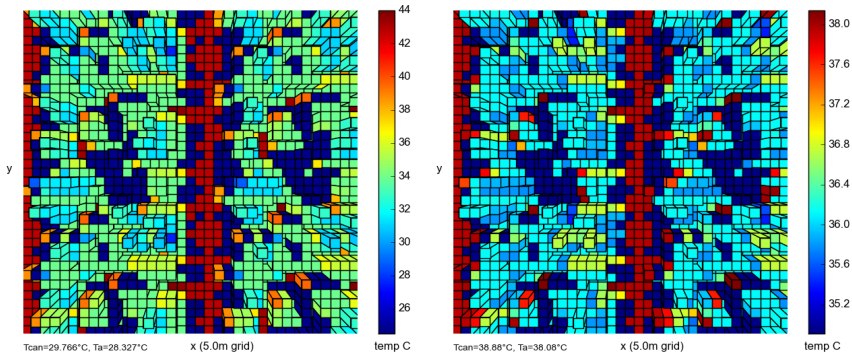 44
42
40
38
36
34
32
30
28
26
y
Tcan=29.766°C, Ta=28.327°C
x (5.0m grid)
temp C
38.0
37.6
37.2
36.8
36.4
36.0
35.6
35.2
y
Tcan=38.88°C, Ta=38.08°C
x (5.0m grid)
temp C